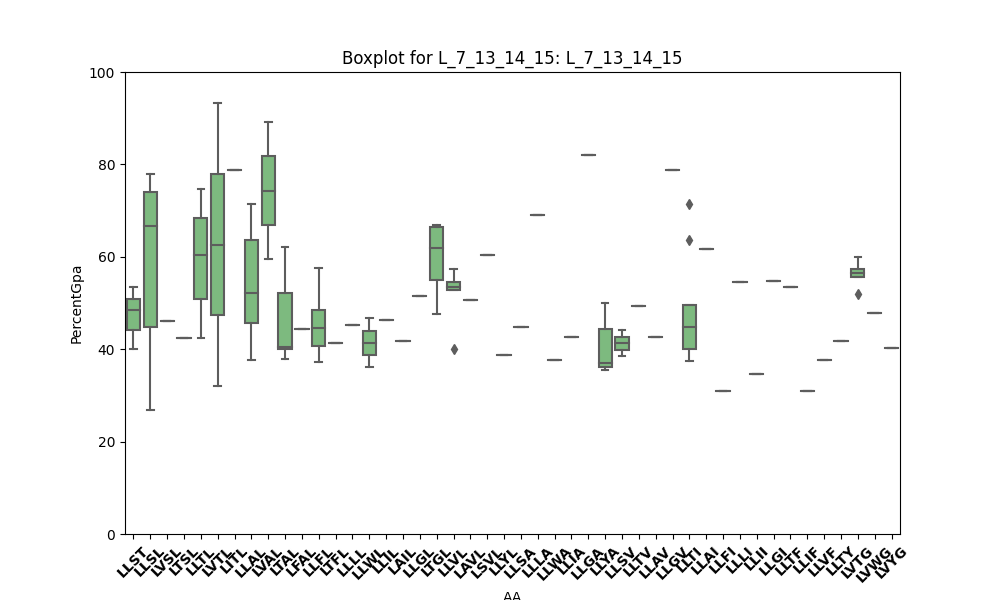 Boxplot for L_7_13_14_15: L_7_13_14_15
PercentGpa
100
80
60
40
20
0
LLST LLSL LVSL LTSL LLTL LVTL LITL LLAL LVAL LTAL LFAL LLFL LTFL LLLL LLWL LLIL LAIL LLGL LTGL LLVL LAVL LSVL LLYL LLSA LLLA LLWA LLIA LLGA LLYA LLSV LLTV LLAV LLGV LLTI LLAI LLFI LLLI LLII LLGI LLTF LLIF LLVF LLTY LVTG LVWG LVYG
AA